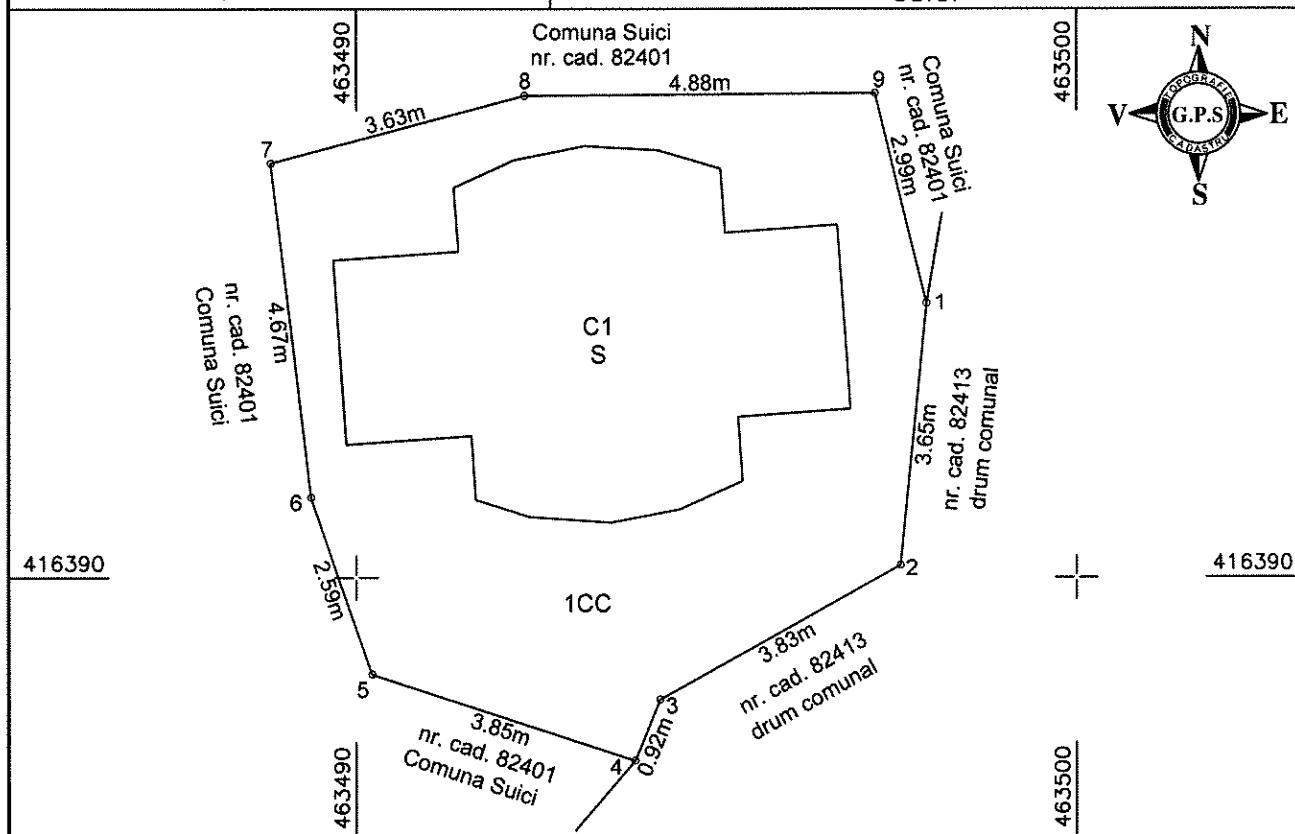 Comuna Suici
nr. cad. 82401
463490
463500
8
9
4.88m
Comuna Suici
nr. cad. 82401
2.99m
N
TOPOGRAFIE
V
G.P.S
E
CADASTRU
S
3.63m
7
nr. cad. 82401
Comuna Suici
4.67m
C1
S
1
3.65m
nr. cad. 82413
drum comunal
6
416390
2
416390
2.59m
1CC
3.83m
nr. cad. 82413
drum comunal
5
3
3.85m
nr. cad. 82401
Comuna Suici
4
0.92m
463490
463500